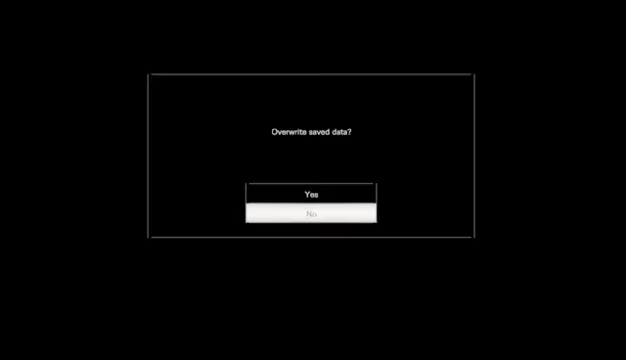 Overwrite saved data?
Yes
No